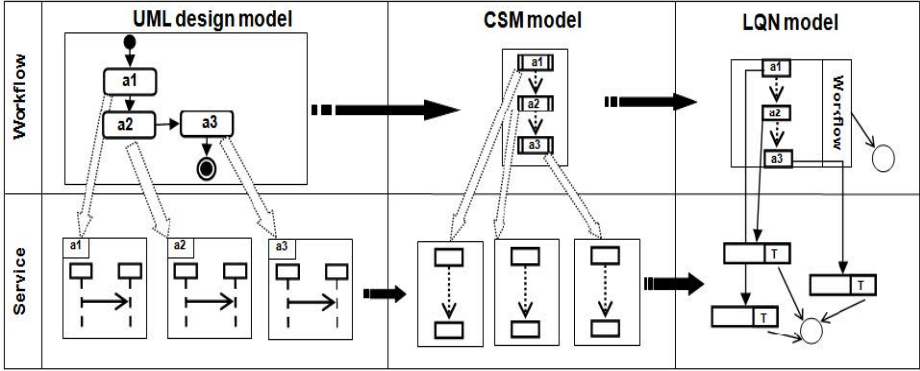 UML design model
CSM model
LQN model
Workflow
a1
a2
a3
a1
a2
a3
a1
a2
a3
Workflow
Service
a1
a2
a3
T
T
T